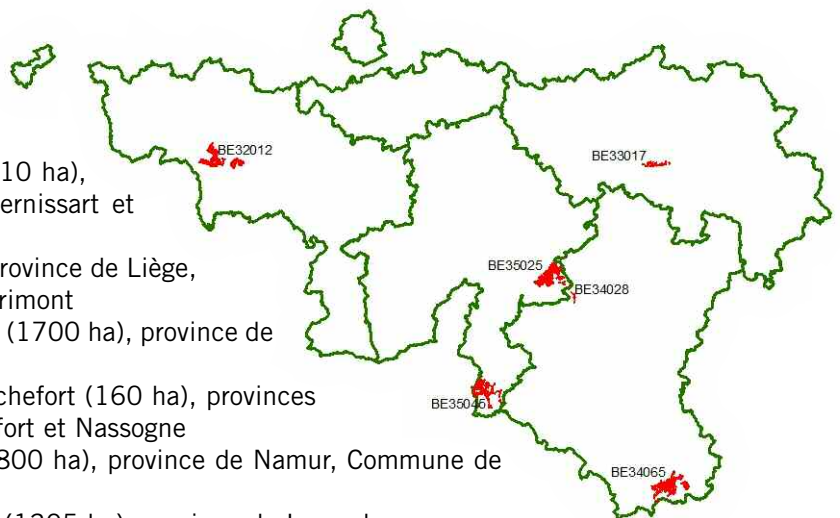 BE32012
BE33017
10 ha),
ernissart et
rovince de Liège,
rimont
(1700 ha), province de
chefort (160 ha), provinces
fort et Nassogne
800 ha), province de Namur, Commune de
BE35025
BE34028
BE35045
BE34065